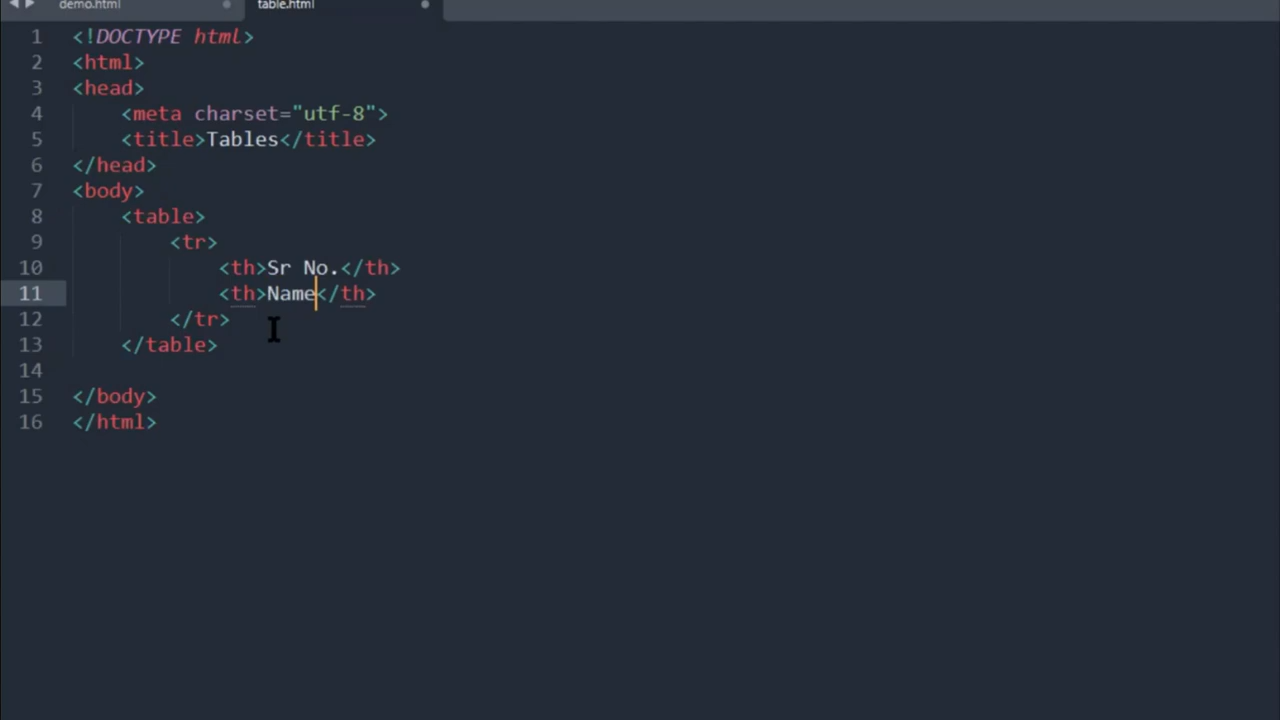 demo.html
table.html
1 <!DOCTYPE html>
2 <html>
3 <head>
4 <meta charset="utf-8">
5 <title>Tables</title>
6 </head>
7 <body>
8 <table>
9 <tr>
10 <th>Sr No.</th>
11 <th>Name</th>
12 </tr>
13 </table>
14
15 </body>
16 </html>